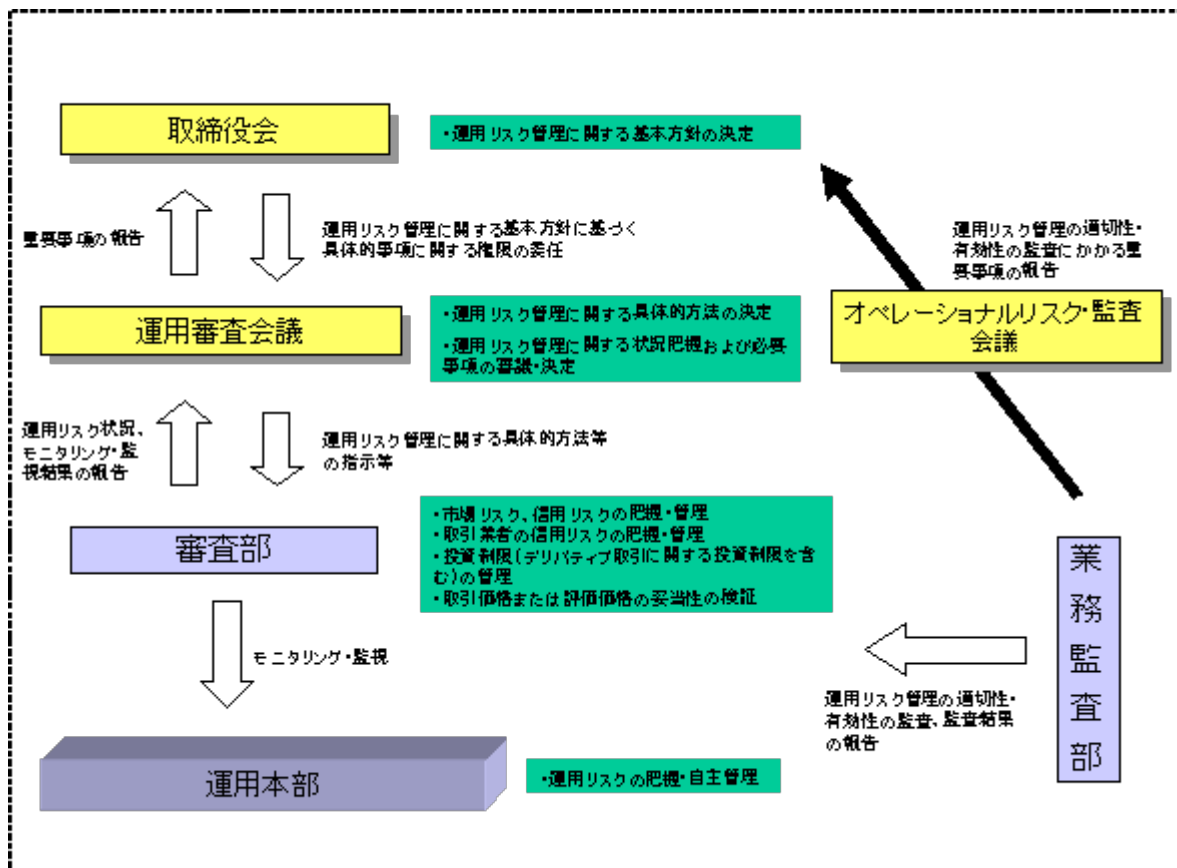 取締役会
・運用リスク管理に関する基本方針の決定
重要事項の報告
運用リスク管理に関する基本方針に基づく
具体的事項に関する権限の委任
運用リスク管理の適切性・
有効性の監査にかかる重
要事項の報告
運用審査会議
・運用リスク管理に関する具体的方法の決定
・運用リスク管理に関する状況把握および必要
事項の審議・決定
オペレーショナルリスク・監査
会議
運用リスク状況、
モニタリング・監
視結果の報告
運用リスク管理に関する具体的方法等
の指示等
審査部
・市場リスク、信用リスクの把握・管理
・取引業者の信用リスクの把握・管理
・投資制限(デリバティブ取引に関する投資制限を含
む)の管理
・取引価格または評価価格の妥当性の検証
業務監査部
モニタリング・監視
運用リスク管理の適切性・
有効性の監査、監査結果
の報告
運用本部
・運用リスクの把握・自主管理